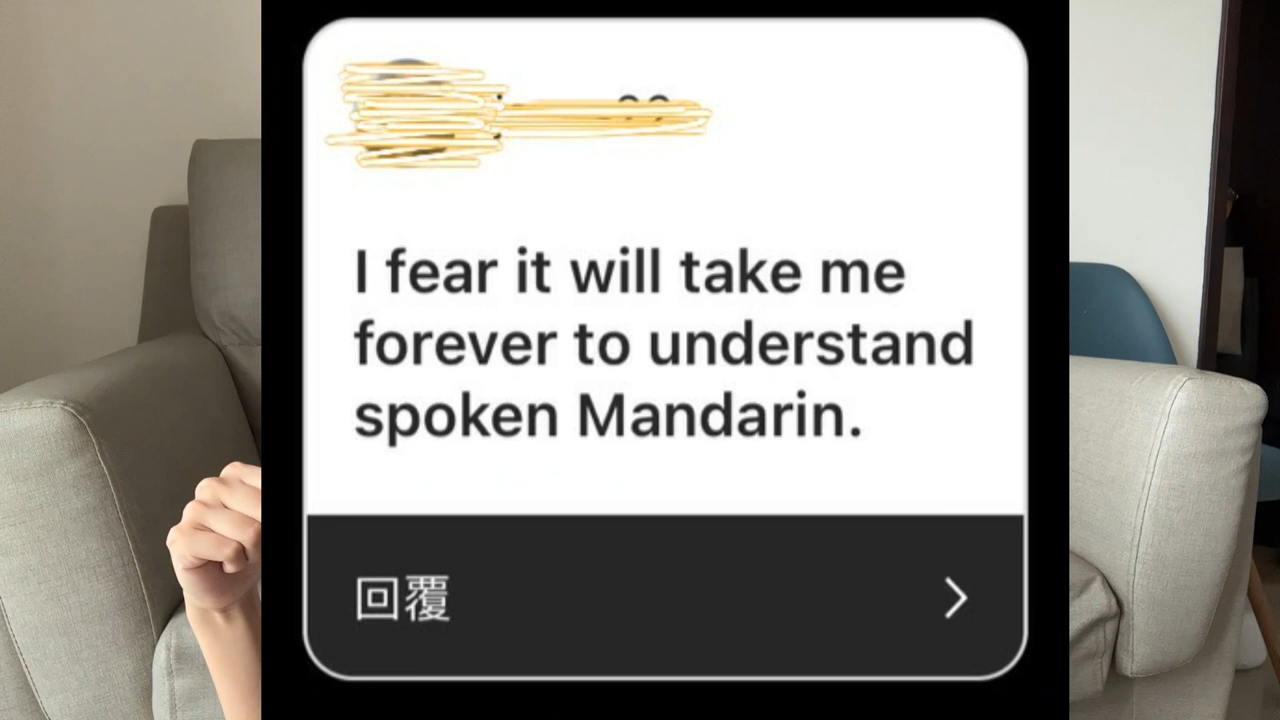 I fear it will take me
forever to understand
spoken Mandarin.
回覆